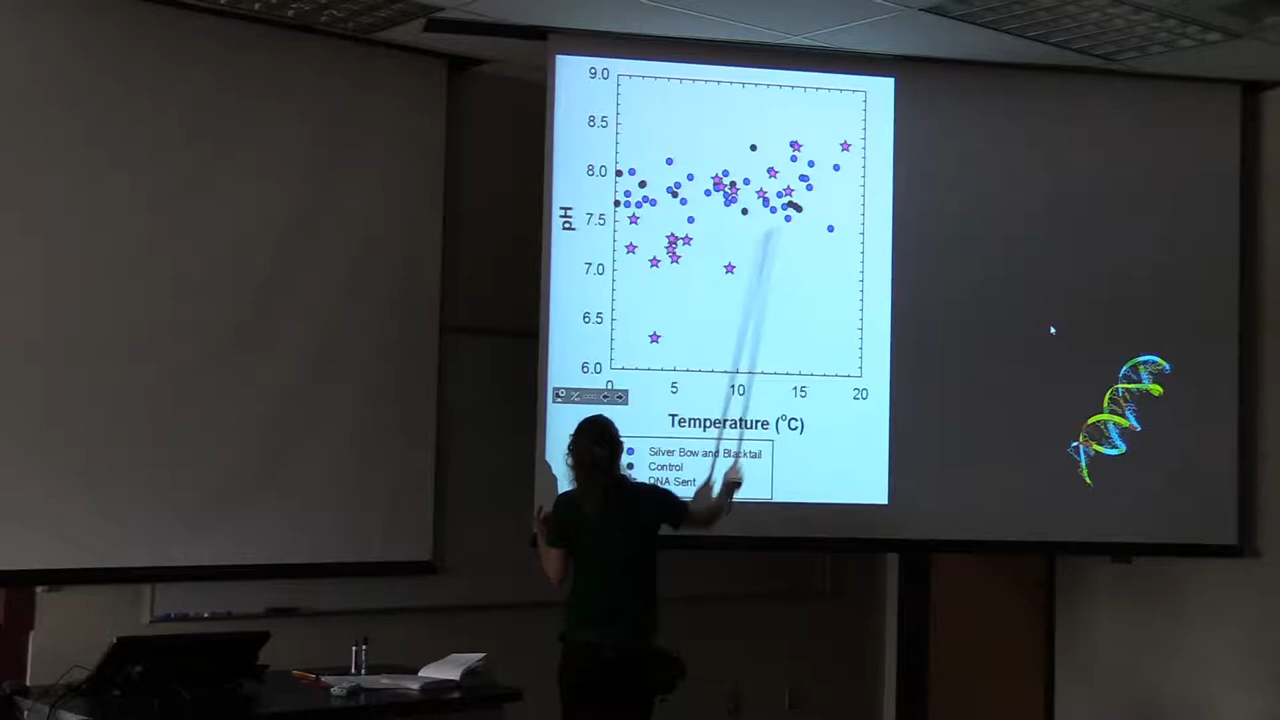 9.0
8.5
8.0
7.5
7.0
6.5
6.0
pH
0 5 10 15 20
Temperature (°C)
Silver Bow and Blacktail
Control
DNA Sent